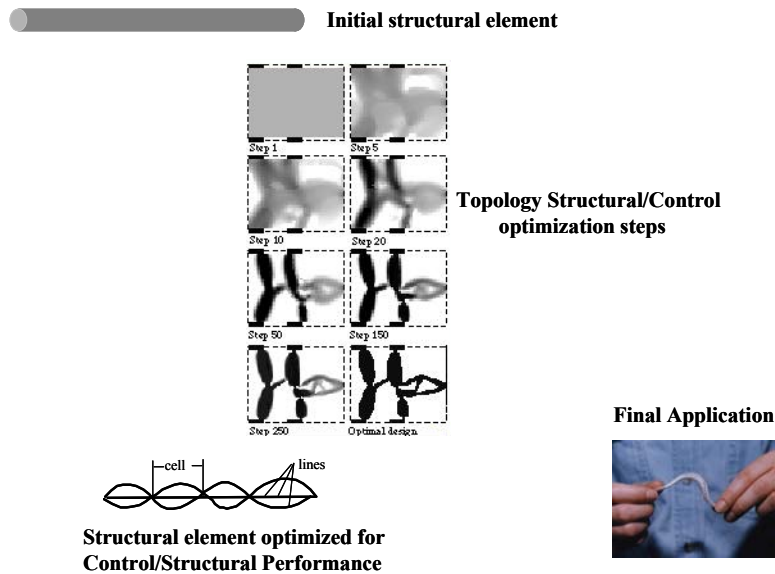 Initial structural element
Step 1
Step 5
Step 10
Step 20
Topology Structural/Control
optimization steps
Step 50
Step 150
Step 250
Optimal design
Final Application
cell
lines
Structural element optimized for
Control/Structural Performance